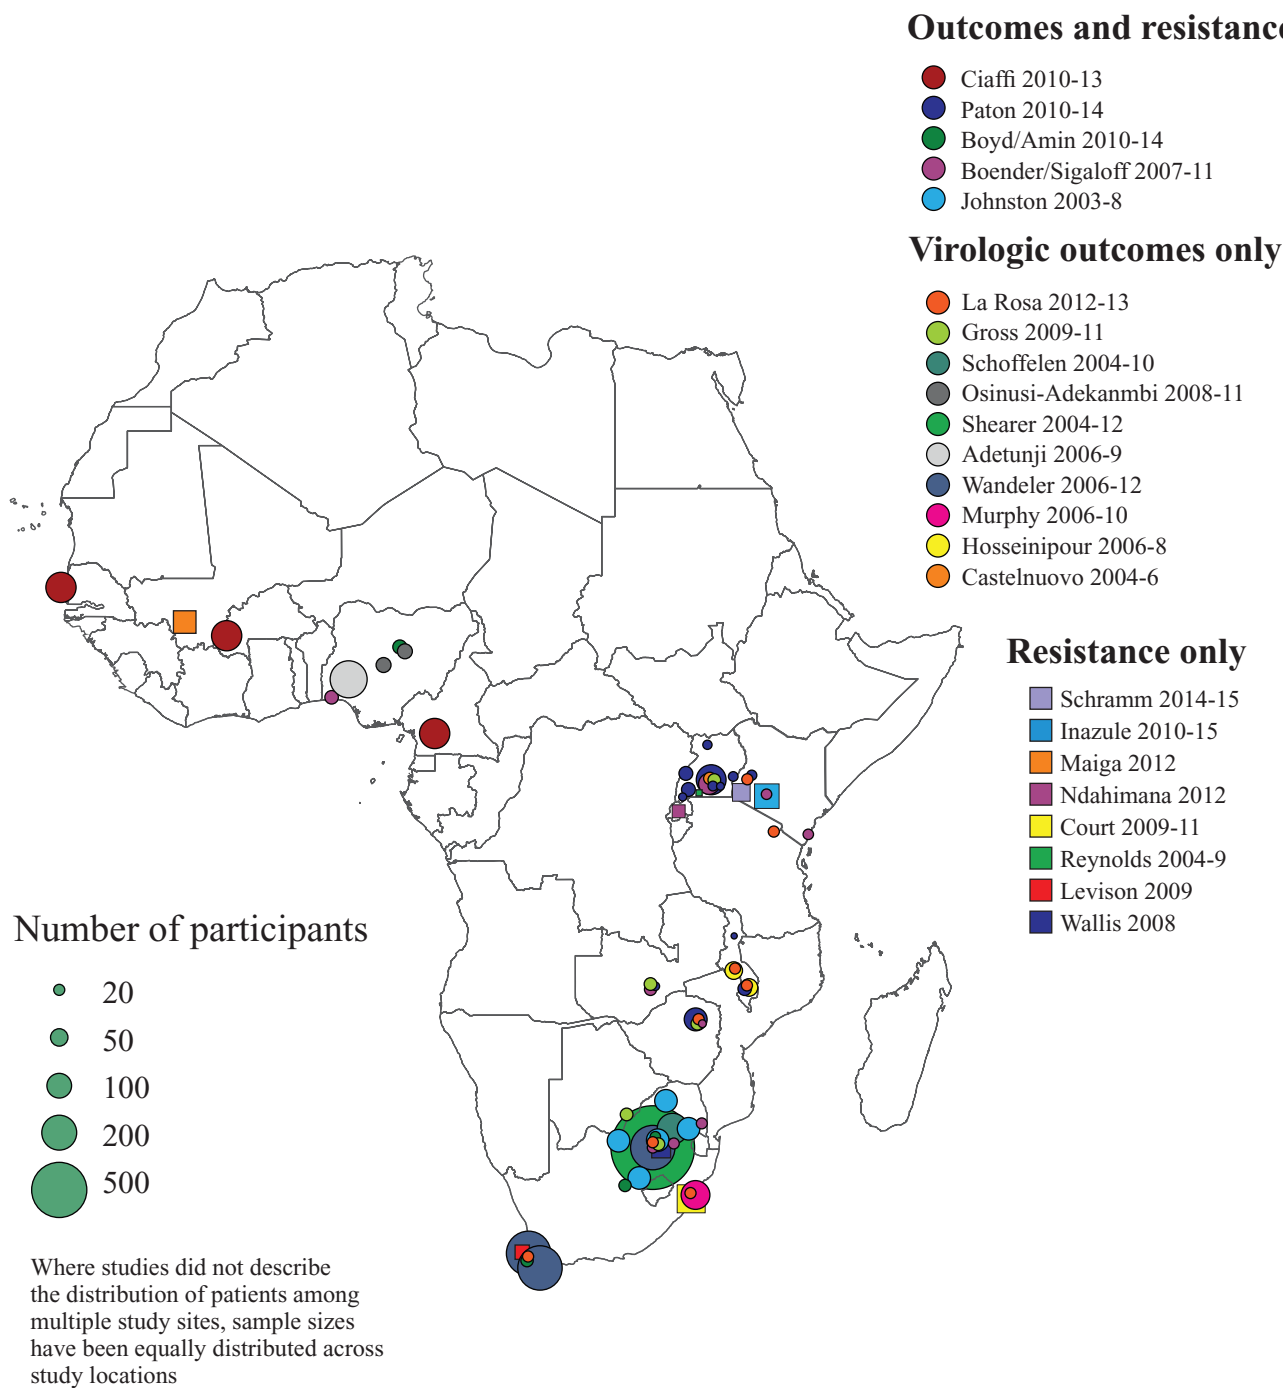 Outcomes and resistance
Ciaffi 2010-13
Paton 2010-14
Boyd/Amin 2010-14
Boender/Sigaloff 2007-11
Johnston 2003-8
Virologic outcomes only
La Rosa 2012-13
Gross 2009-11
Schoffelen 2004-10
Osinusi-Adekanmbi 2008-11
Shearer 2004-12
Adetunji 2006-9
Wandeler 2006-12
Murphy 2006-10
Hosseinipour 2006-8
Castelnuovo 2004-6
Resistance only
Schramm 2014-15
Inazule 2010-15
Maiga 2012
Ndahimana 2012
Court 2009-11
Reynolds 2004-9
Levison 2009
Wallis 2008
Number of participants
20
50
100
200
500
Where studies did not describe
the distribution of patients among
multiple study sites, sample sizes
have been equally distributed across
study locations